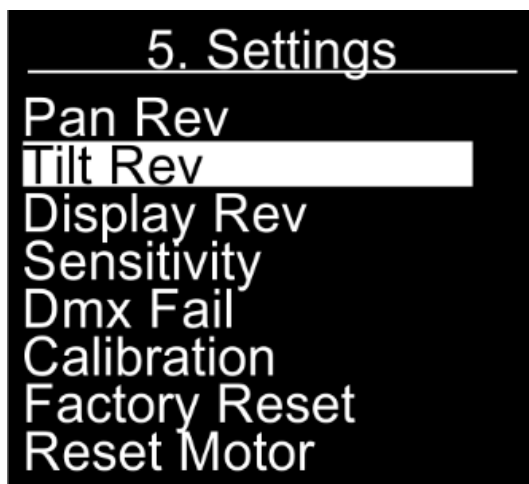 5. Settings
Pan Rev
Tilt Rev
Display Rev
Sensitivity
Dmx Fail
Calibration
Factory Reset
Reset Motor